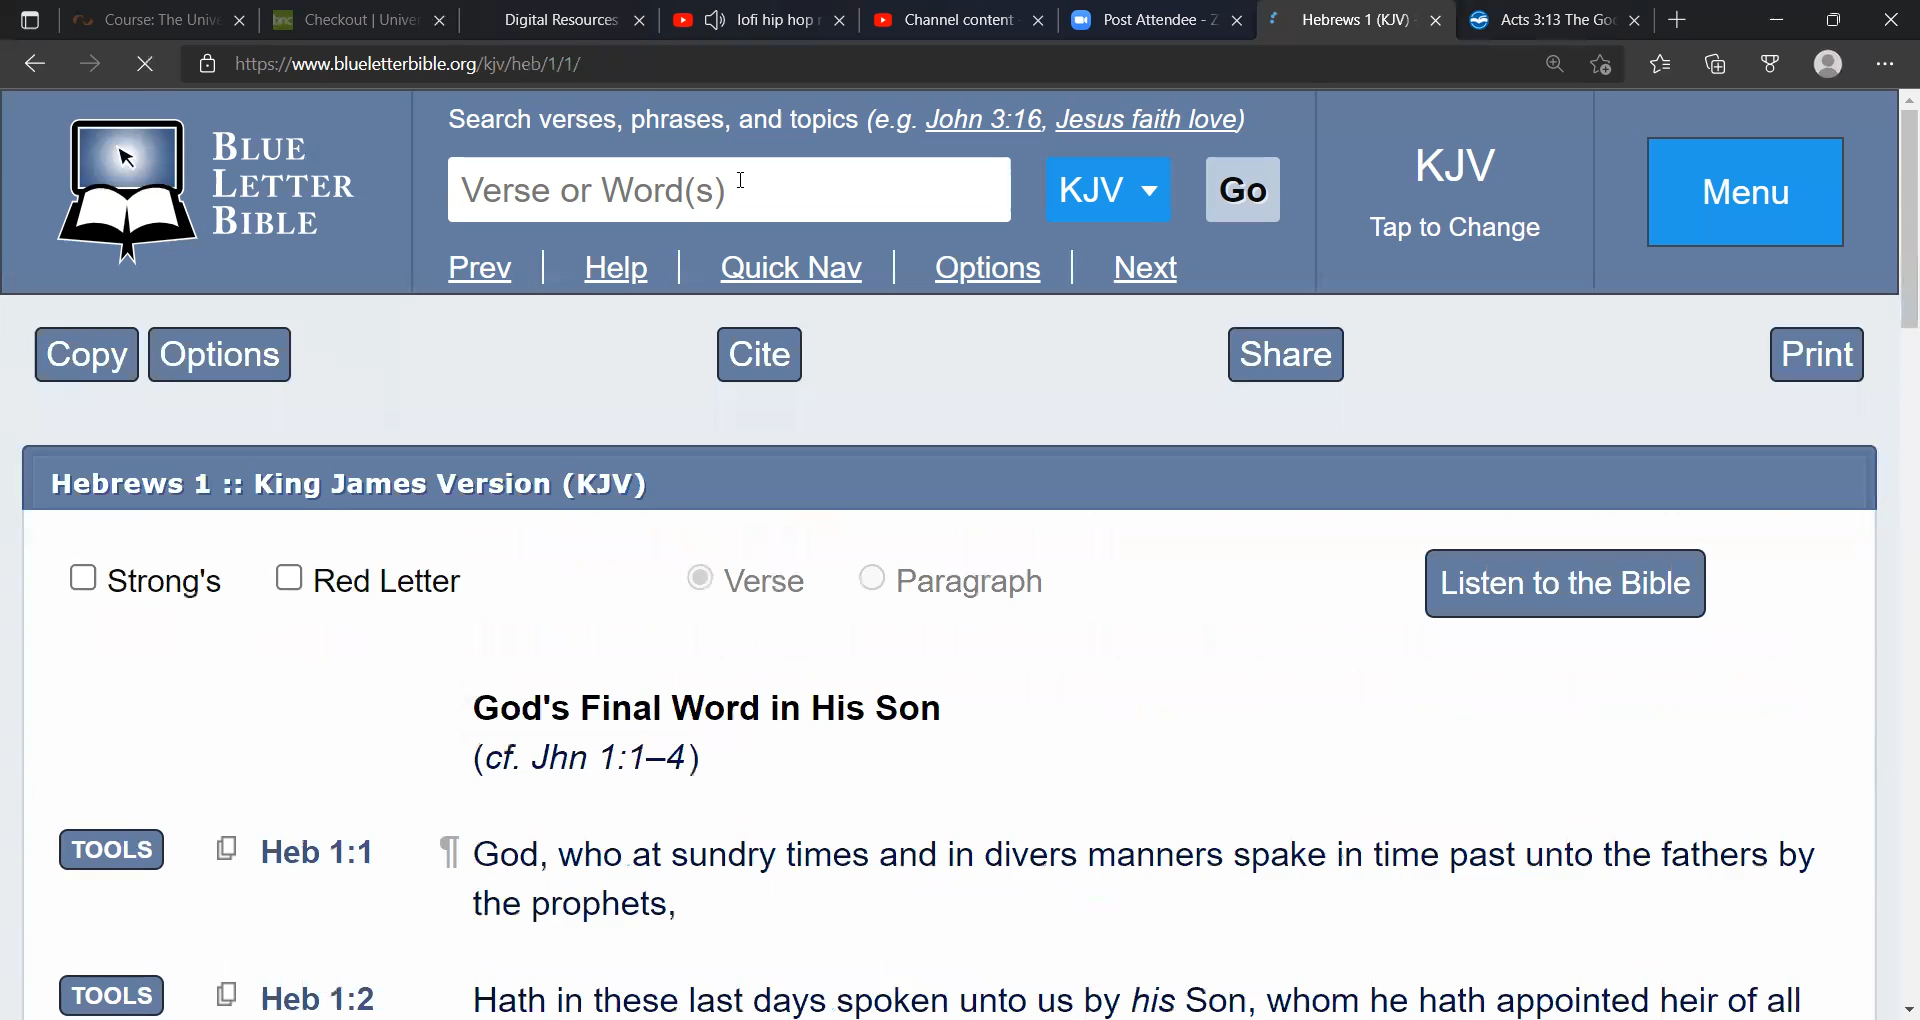 Course: The Unive
Checkout | Univer
Digital Resources
lofi hip hop r
Channel content
Post Attendee - Z
Hebrews 1 (KJV)
Acts 3:13 The Go
https://www.blueletterbible.org/kjv/heb/1/1/
BLUE
LETTER
BIBLE
Search verses, phrases, and topics (e.g. John 3:16, Jesus faith love)
Verse or Word(s)
KJV
Go
Prev
Help
Quick Nav
Options
Next
KJV
Tap to Change
Menu
Copy
Options
Cite
Share
Print
Hebrews 1 :: King James Version (KJV)
Strong's
Red Letter
Verse
Paragraph
Listen to the Bible
God's Final Word in His Son
(cf. Jhn 1:1–4)
TOOLS Heb 1:1 ¶ God, who at sundry times and in divers manners spake in time past unto the fathers by
the prophets,
TOOLS Heb 1:2 Hath in these last days spoken unto us by his Son, whom he hath appointed heir of all